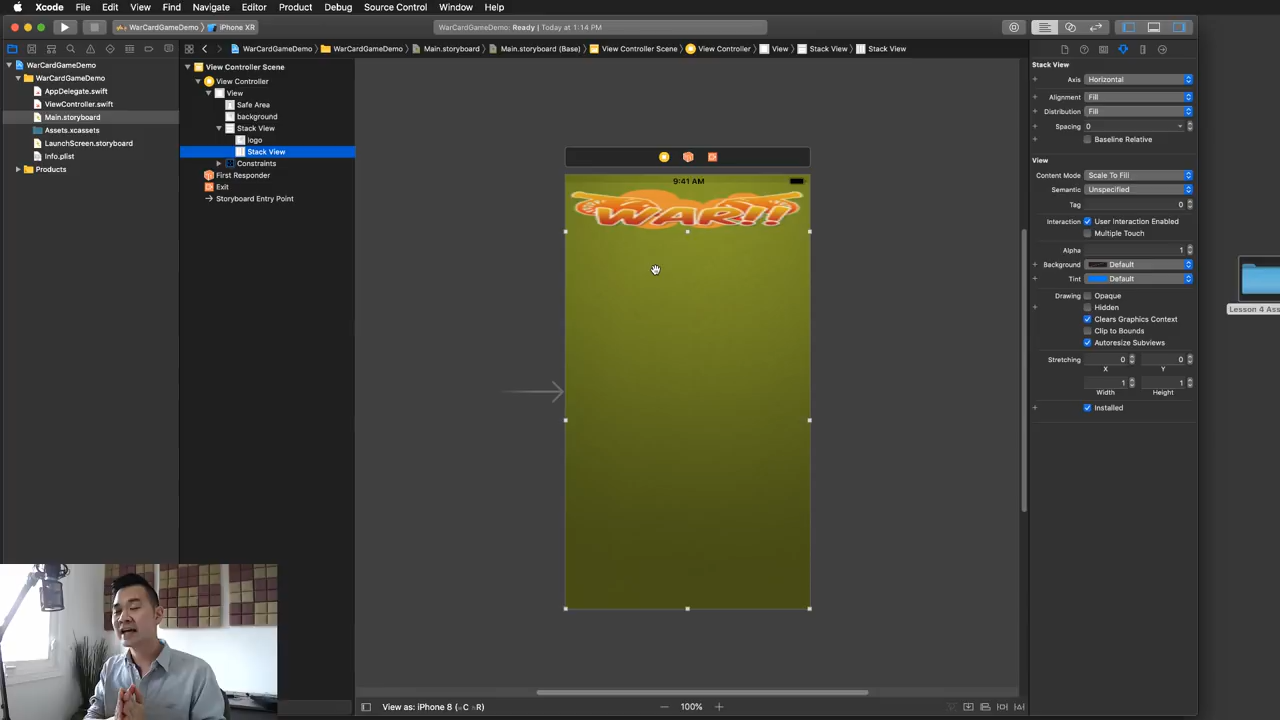 Xcode File Edit View Find Navigate Editor Product Debug Source Control Window Help
WarCardGameDemo iPhone XR
WarCardGameDemo: Ready | Today at 1:14 PM
WarCardGameDemo WarCardGameDemo Main.storyboard Main.storyboard (Base) View Controller Scene View Controller View Stack View Stack View
WarCardGameDemo
WarCardGameDemo
AppDelegate.swift
ViewController.swift
Main.storyboard
Assets.xcassets
LaunchScreen.storyboard
Info.plist
Products
View Controller Scene
View Controller
View
Safe Area
background
Stack View
logo
Stack View
Constraints
First Responder
Exit
Storyboard Entry Point
9:41 AM
WAR!!
View as: iPhone 8 (wC hR)
100%
Stack View
Axis Horizontal
Alignment Fill
Distribution Fill
Spacing 0
Baseline Relative
View
Content Mode Scale To Fill
Semantic Unspecified
Tag 0
Interaction User Interaction Enabled
Multiple Touch
Alpha 1
Background Default
Tint Default
Drawing Opaque
Hidden
Clears Graphics Context
Clip to Bounds
Autoresize Subviews
Stretching 0 0
X Y
1 1
Width Height
Installed
Lesson 4 Ass